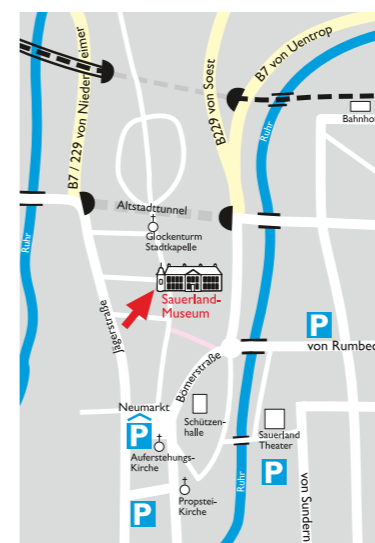 B7 / 229 von Niedereimer
B229 von Soest
B7 von Uentrop
Ruhr
Bahnhof
Altstadttunnel
Glockenturm
Stadtkapelle
Ruhr
Sauerland-
Museum
Jägerstraße
P
von Rumbeck
Bömerstraße
Neumarkt
P
Schützen-
halle
Sauerland
Theater
Auferstehungs-
Kirche
P
Ruhr
von Sundern
Propstei-
Kirche
P